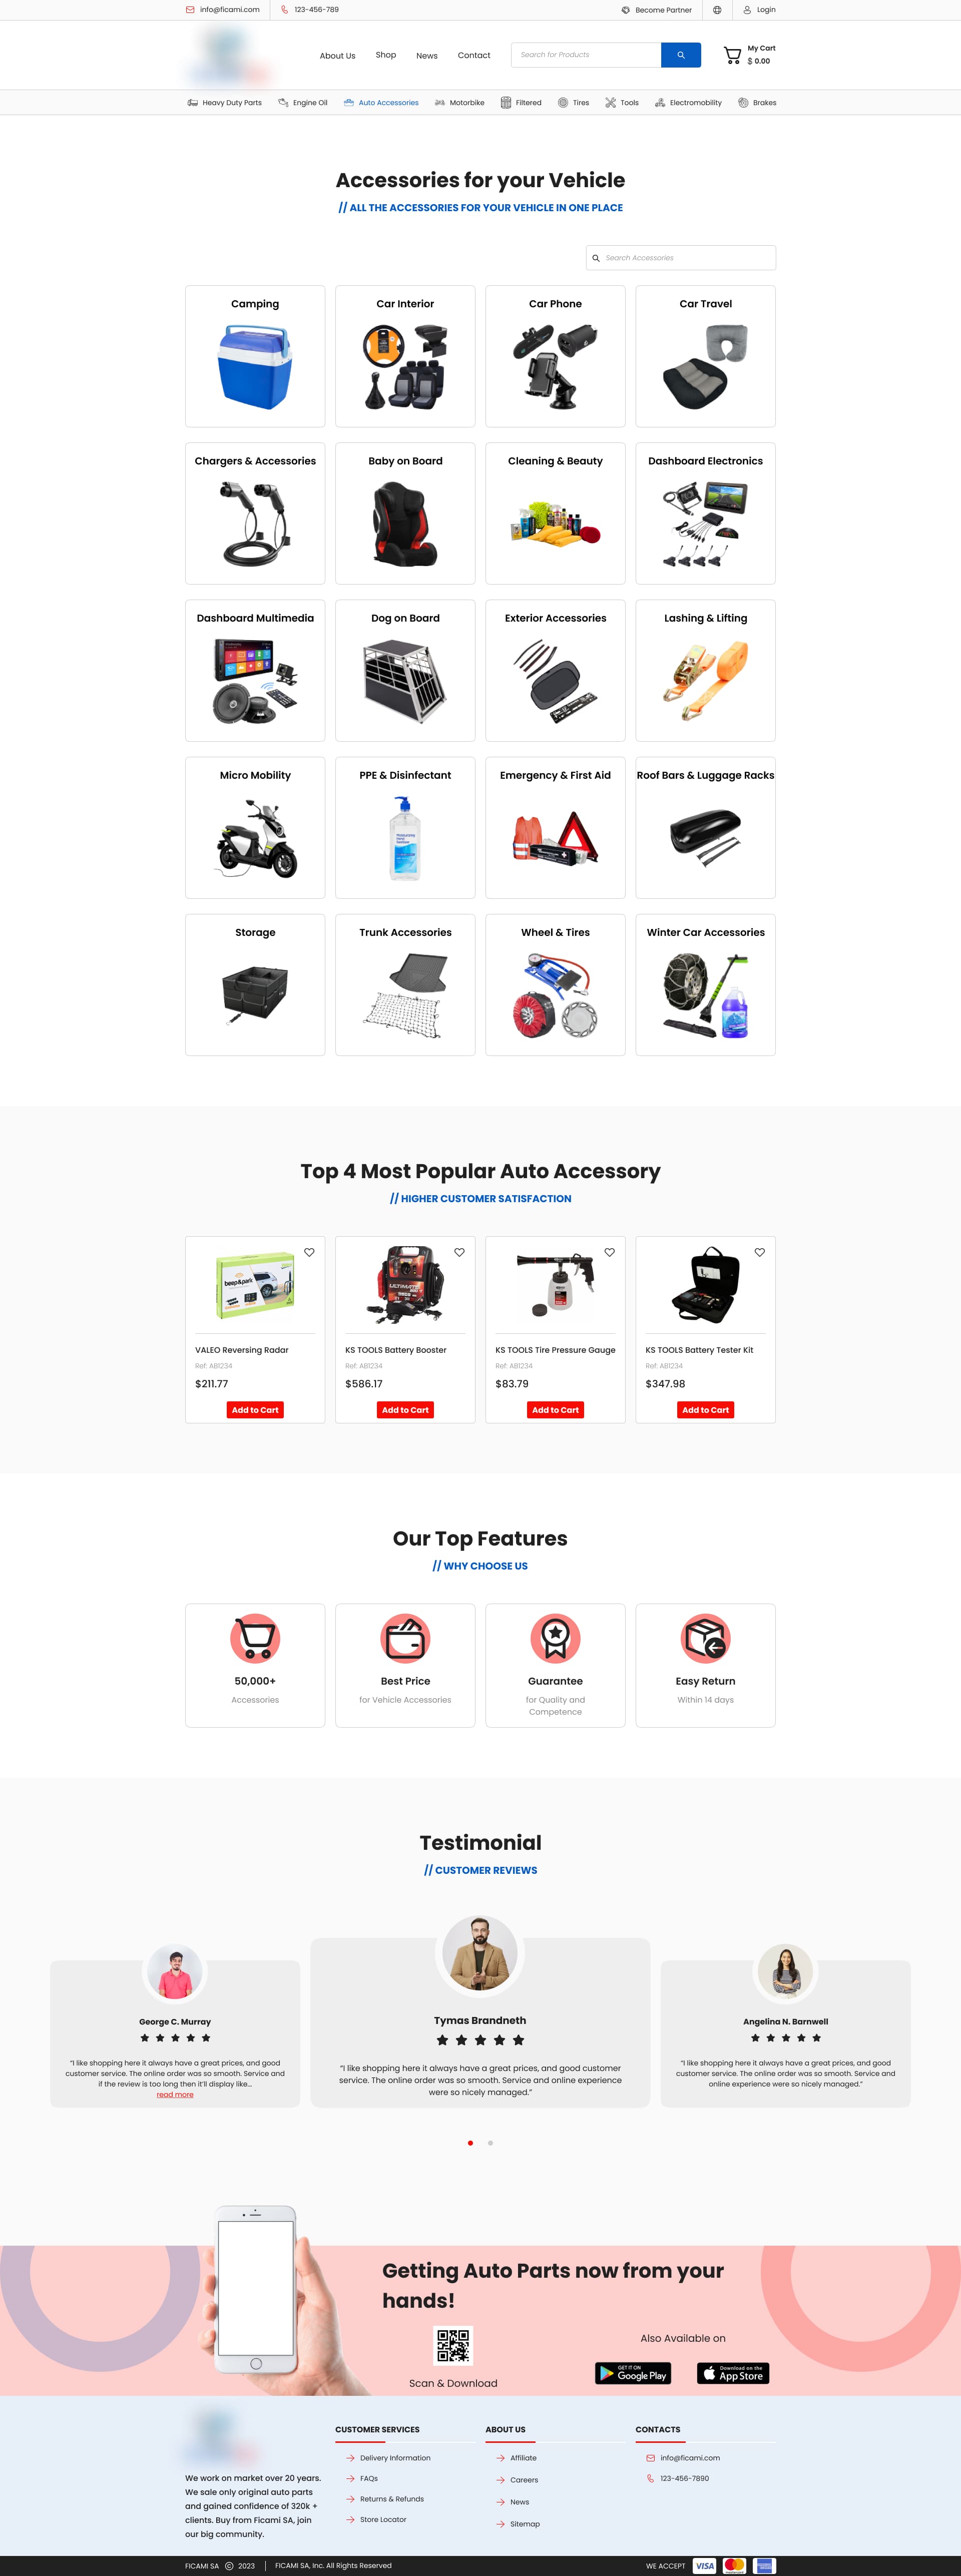 info@ficami.com
123-456-789
Become Partner
Login
About Us
Shop
News
Contact
Search for Products
My Cart
$ 0.00
Heavy Duty Parts
Engine Oil
Auto Accessories
Motorbike
Filtered
Tires
Tools
Electromobility
Brakes
Accessories for your Vehicle
// ALL THE ACCESSORIES FOR YOUR VEHICLE IN ONE PLACE
Search Accessories
Camping
Car Interior
Car Phone
Car Travel
Chargers & Accessories
Baby on Board
Cleaning & Beauty
Dashboard Electronics
Dashboard Multimedia
Dog on Board
Exterior Accessories
Lashing & Lifting
Micro Mobility
PPE & Disinfectant
Emergency & First Aid
Roof Bars & Luggage Racks
Storage
Trunk Accessories
Wheel & Tires
Winter Car Accessories
Top 4 Most Popular Auto Accessory
// HIGHER CUSTOMER SATISFACTION
beep&park
ULTIMATE
VALEO Reversing Radar
Ref: AB1234
$211.77
Add to Cart
KS TOOLS Battery Booster
Ref: AB1234
$586.17
Add to Cart
KS TOOLS Tire Pressure Gauge
Ref: AB1234
$83.79
Add to Cart
KS TOOLS Battery Tester Kit
Ref: AB1234
$347.98
Add to Cart
Our Top Features
// WHY CHOOSE US
50,000+
Accessories
Best Price
for Vehicle Accessories
Guarantee
for Quality and
Competence
Easy Return
Within 14 days
Testimonial
// CUSTOMER REVIEWS
George C. Murray
“I like shopping here it always have a great prices, and good
customer service. The online order was so smooth. Service and
if the review is too long then it’ll display like...
read more
Tymas Brandneth
“I like shopping here it always have a great prices, and good customer
service. The online order was so smooth. Service and online experience
were so nicely managed.”
Angelina N. Barnwell
“I like shopping here it always have a great prices, and good
customer service. The online order was so smooth. Service and
online experience were so nicely managed.”
Getting Auto Parts now from your
hands!
Scan & Download
Also Available on
GET IT ON
Google Play
Download on the
App Store
We work on market over 20 years.
We sale only original auto parts
and gained confidence of 320k +
clients. Buy from Ficami SA, join
our big community.
CUSTOMER SERVICES
Delivery Information
FAQs
Returns & Refunds
Store Locator
ABOUT US
Affiliate
Careers
News
Sitemap
CONTACTS
info@ficami.com
123-456-7890
FICAMI SA © 2023
FICAMI SA, Inc. All Rights Reserved
WE ACCEPT
VISA